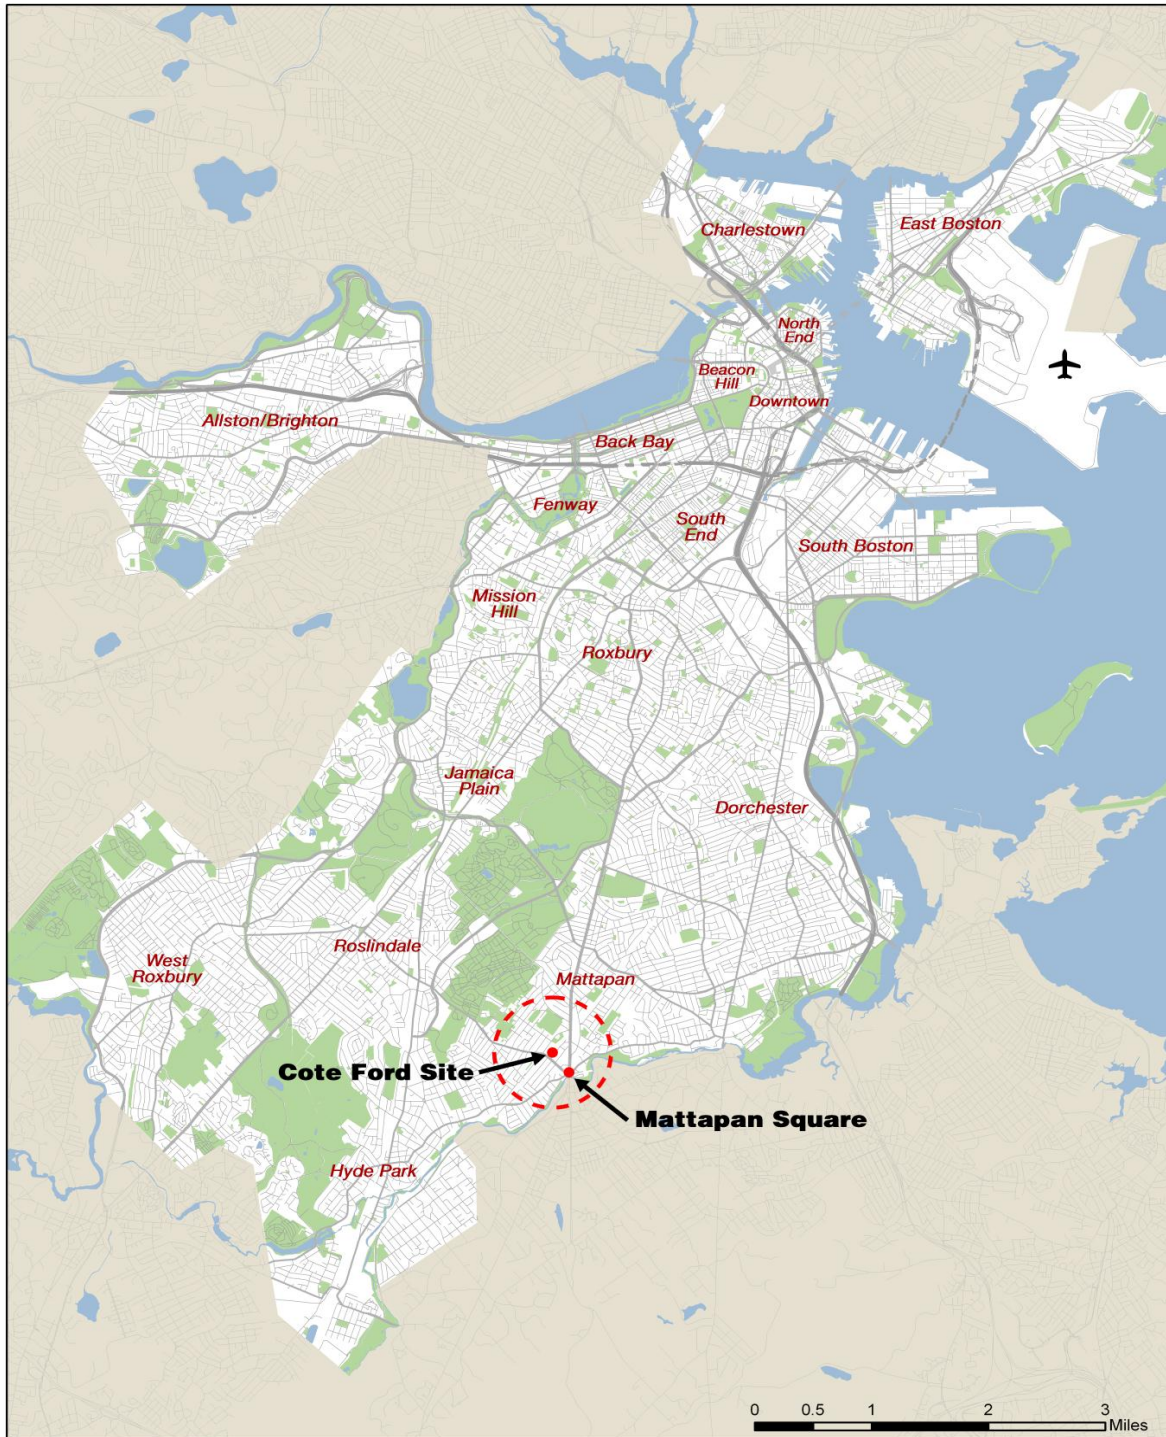 Charlestown
East Boston
North
End
Beacon
Hill
Downtown
Allston/Brighton
Back Bay
Fenway
South
End
South Boston
Mission
Hill
Roxbury
Jamaica
Plain
Dorchester
Roslindale
West
Roxbury
Mattapan
Cote Ford Site
Mattapan Square
Hyde Park
0 0.5 1 2 3
Miles